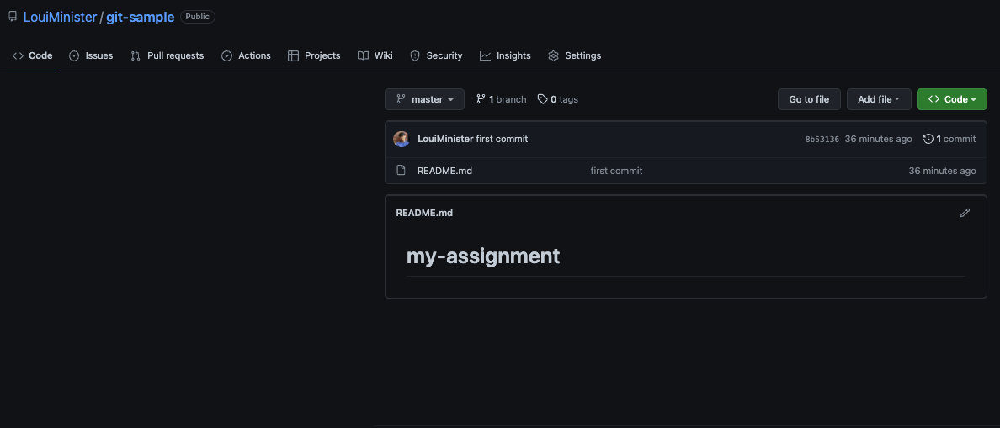 LouiMinister / git-sample Public
Code Issues Pull requests Actions Projects Wiki Security Insights Settings
master 1 branch 0 tags Go to file Add file Code
LouiMinister first commit 8b53136 36 minutes ago 1 commit
README.md first commit 36 minutes ago
README.md
my-assignment